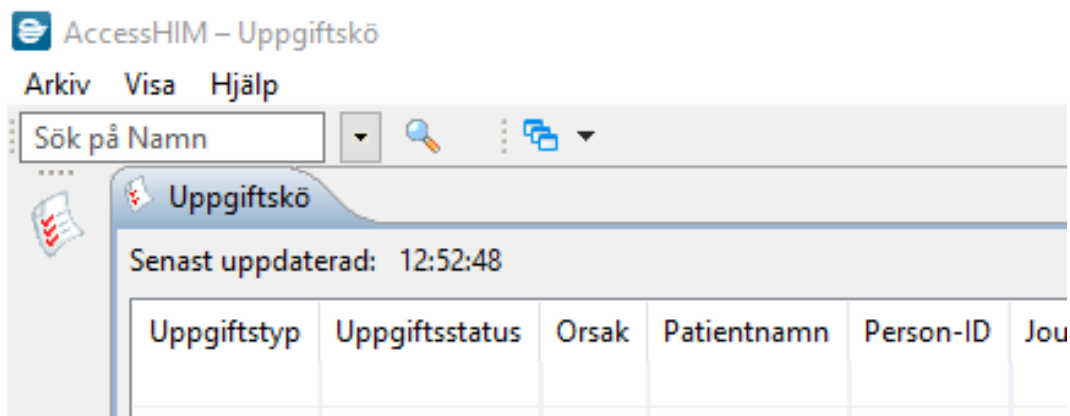 AccessHIM – Uppgiftskö
Arkiv Visa Hjälp
Sök på Namn
Uppgiftskö
Senast uppdaterad: 12:52:48
Uppgiftstyp Uppgiftsstatus Orsak Patientnamn Person-ID Jou